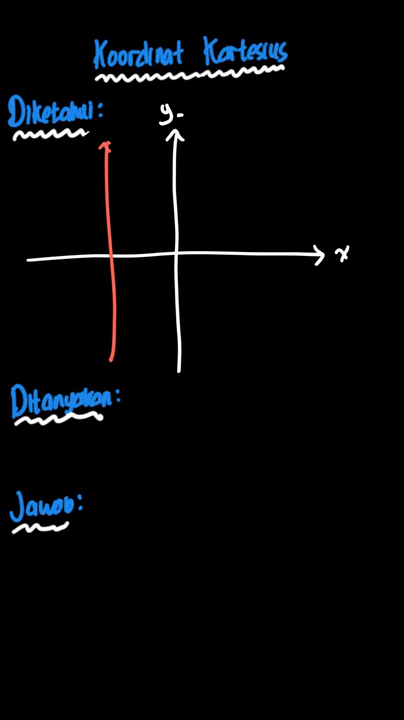 Koordinat Kartesius
Diketahui:
y
x
Ditanyakan:
Jawab: